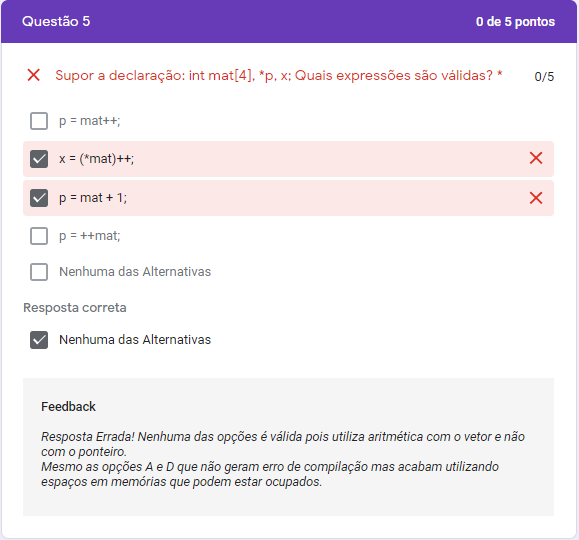 Questão 5 0 de 5 pontos
Supor a declaração: int mat[4], *p, x; Quais expressões são válidas? * 0/5
p = mat++;
x = (*mat)++;
p = mat + 1;
p = ++mat;
Nenhuma das Alternativas
Resposta correta
Nenhuma das Alternativas
Feedback
Resposta Errada! Nenhuma das opções é válida pois utiliza aritmética com o vetor e não
com o ponteiro.
Mesmo as opções A e D que não geram erro de compilação mas acabam utilizando
espaços em memórias que podem estar ocupados.